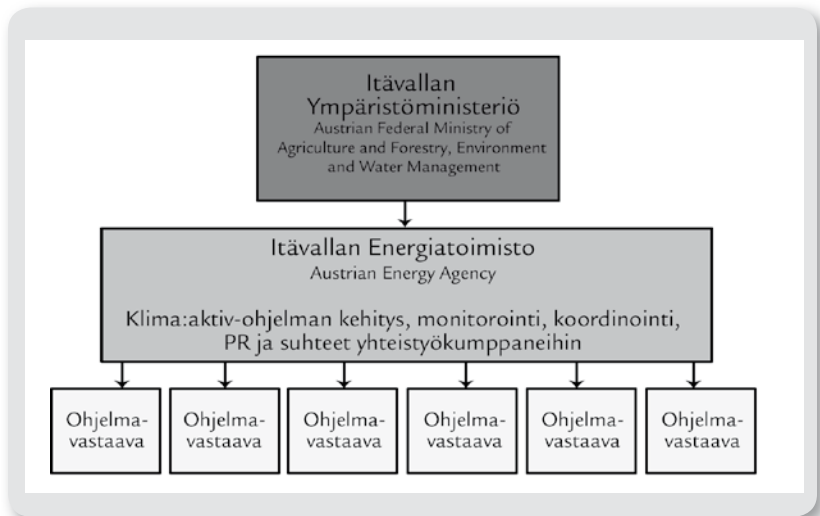 Itävallan
Ympäristöministeriö
Austrian Federal Ministry of
Agriculture and Forestry, Environment
and Water Management
Itävallan Energiatoimisto
Austrian Energy Agency
Klima:aktiv-ohjelman kehitys, monitorointi, koordinointi,
PR ja suhteet yhteistyökumppaneihin
Ohjelma-
vastaava
Ohjelma-
vastaava
Ohjelma-
vastaava
Ohjelma-
vastaava
Ohjelma-
vastaava
Ohjelma-
vastaava